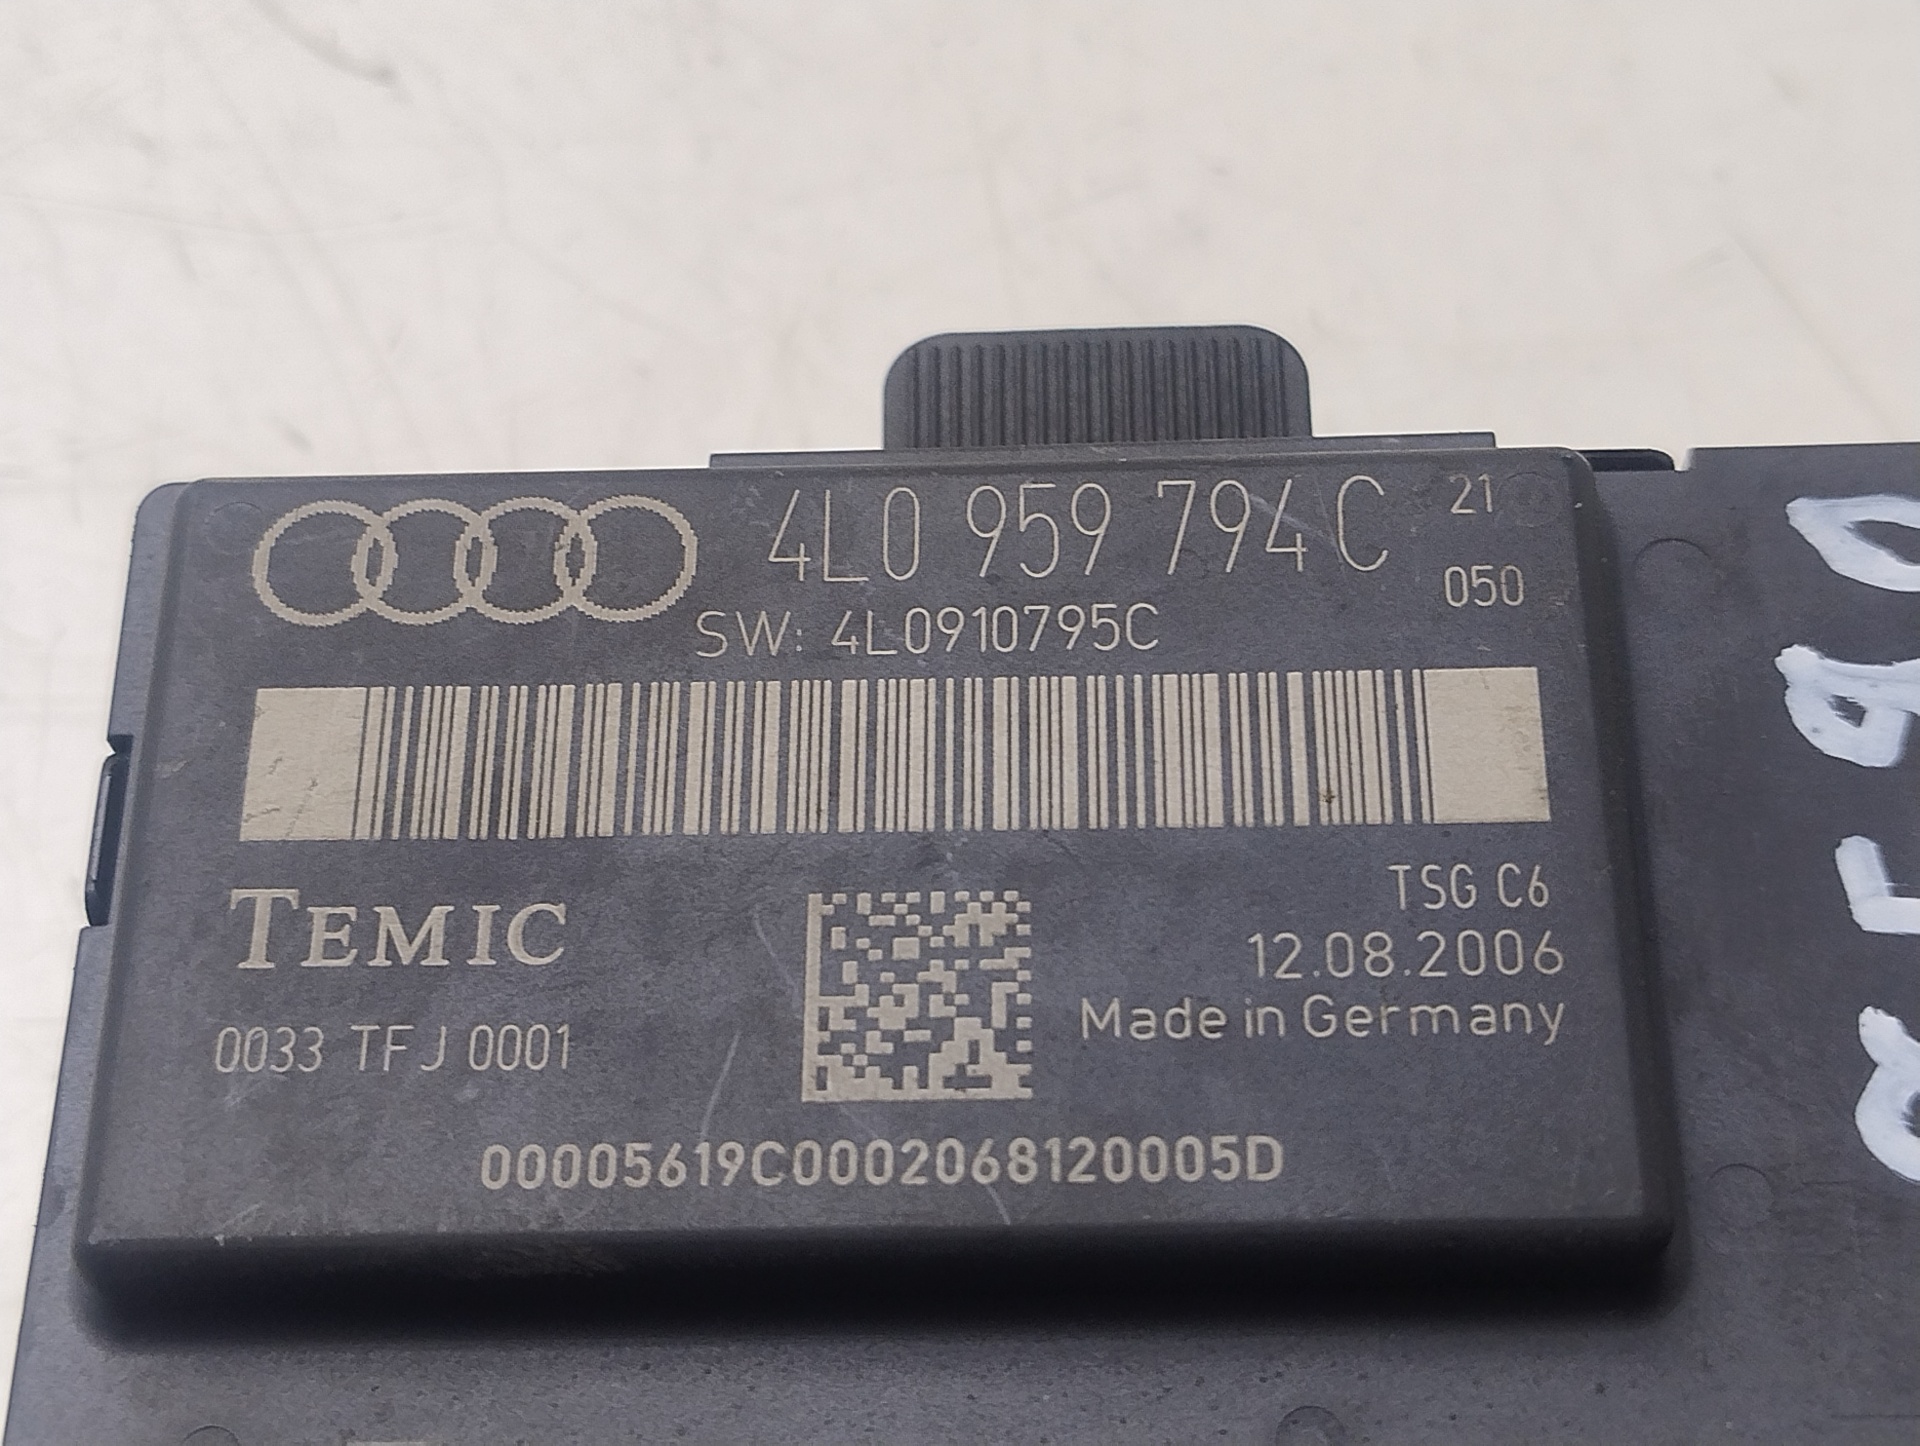 4L0 959 794 C 21
050
SW: 4L0910795C
TEMIC
TSG C6
12.08.2006
Made in Germany
0033 TFJ 0001
00005619C0002068120005D